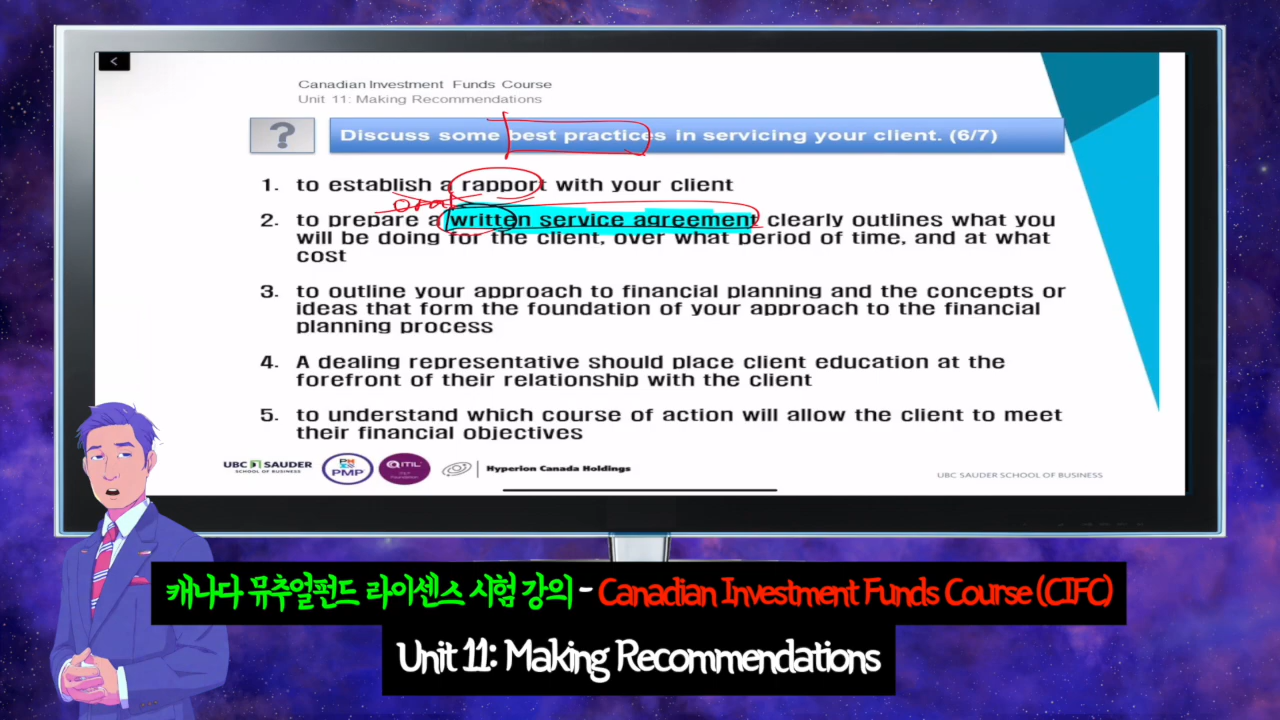 <
Canadian Investment Funds Course
Unit 11: Making Recommendations
?
Discuss some best practices in servicing your client. (6/7)
1. to establish a rapport with your client
oral
2. to prepare a written service agreement clearly outlines what you
will be doing for the client, over what period of time, and at what
cost
3. to outline your approach to financial planning and the concepts or
ideas that form the foundation of your approach to the financial
planning process
4. A dealing representative should place client education at the
forefront of their relationship with the client
5. to understand which course of action will allow the client to meet
their financial objectives
UBC SAUDER
SCHOOL OF BUSINESS
PMP
ITIL
Foundation
Hyperion Canada Holdings
UBC SAUDER SCHOOL OF BUSINESS
캐나다 뮤추얼펀드 라이센스 시험 강의 - Canadian Investment Funds Course (CIFC)
Unit 11: Making Recommendations